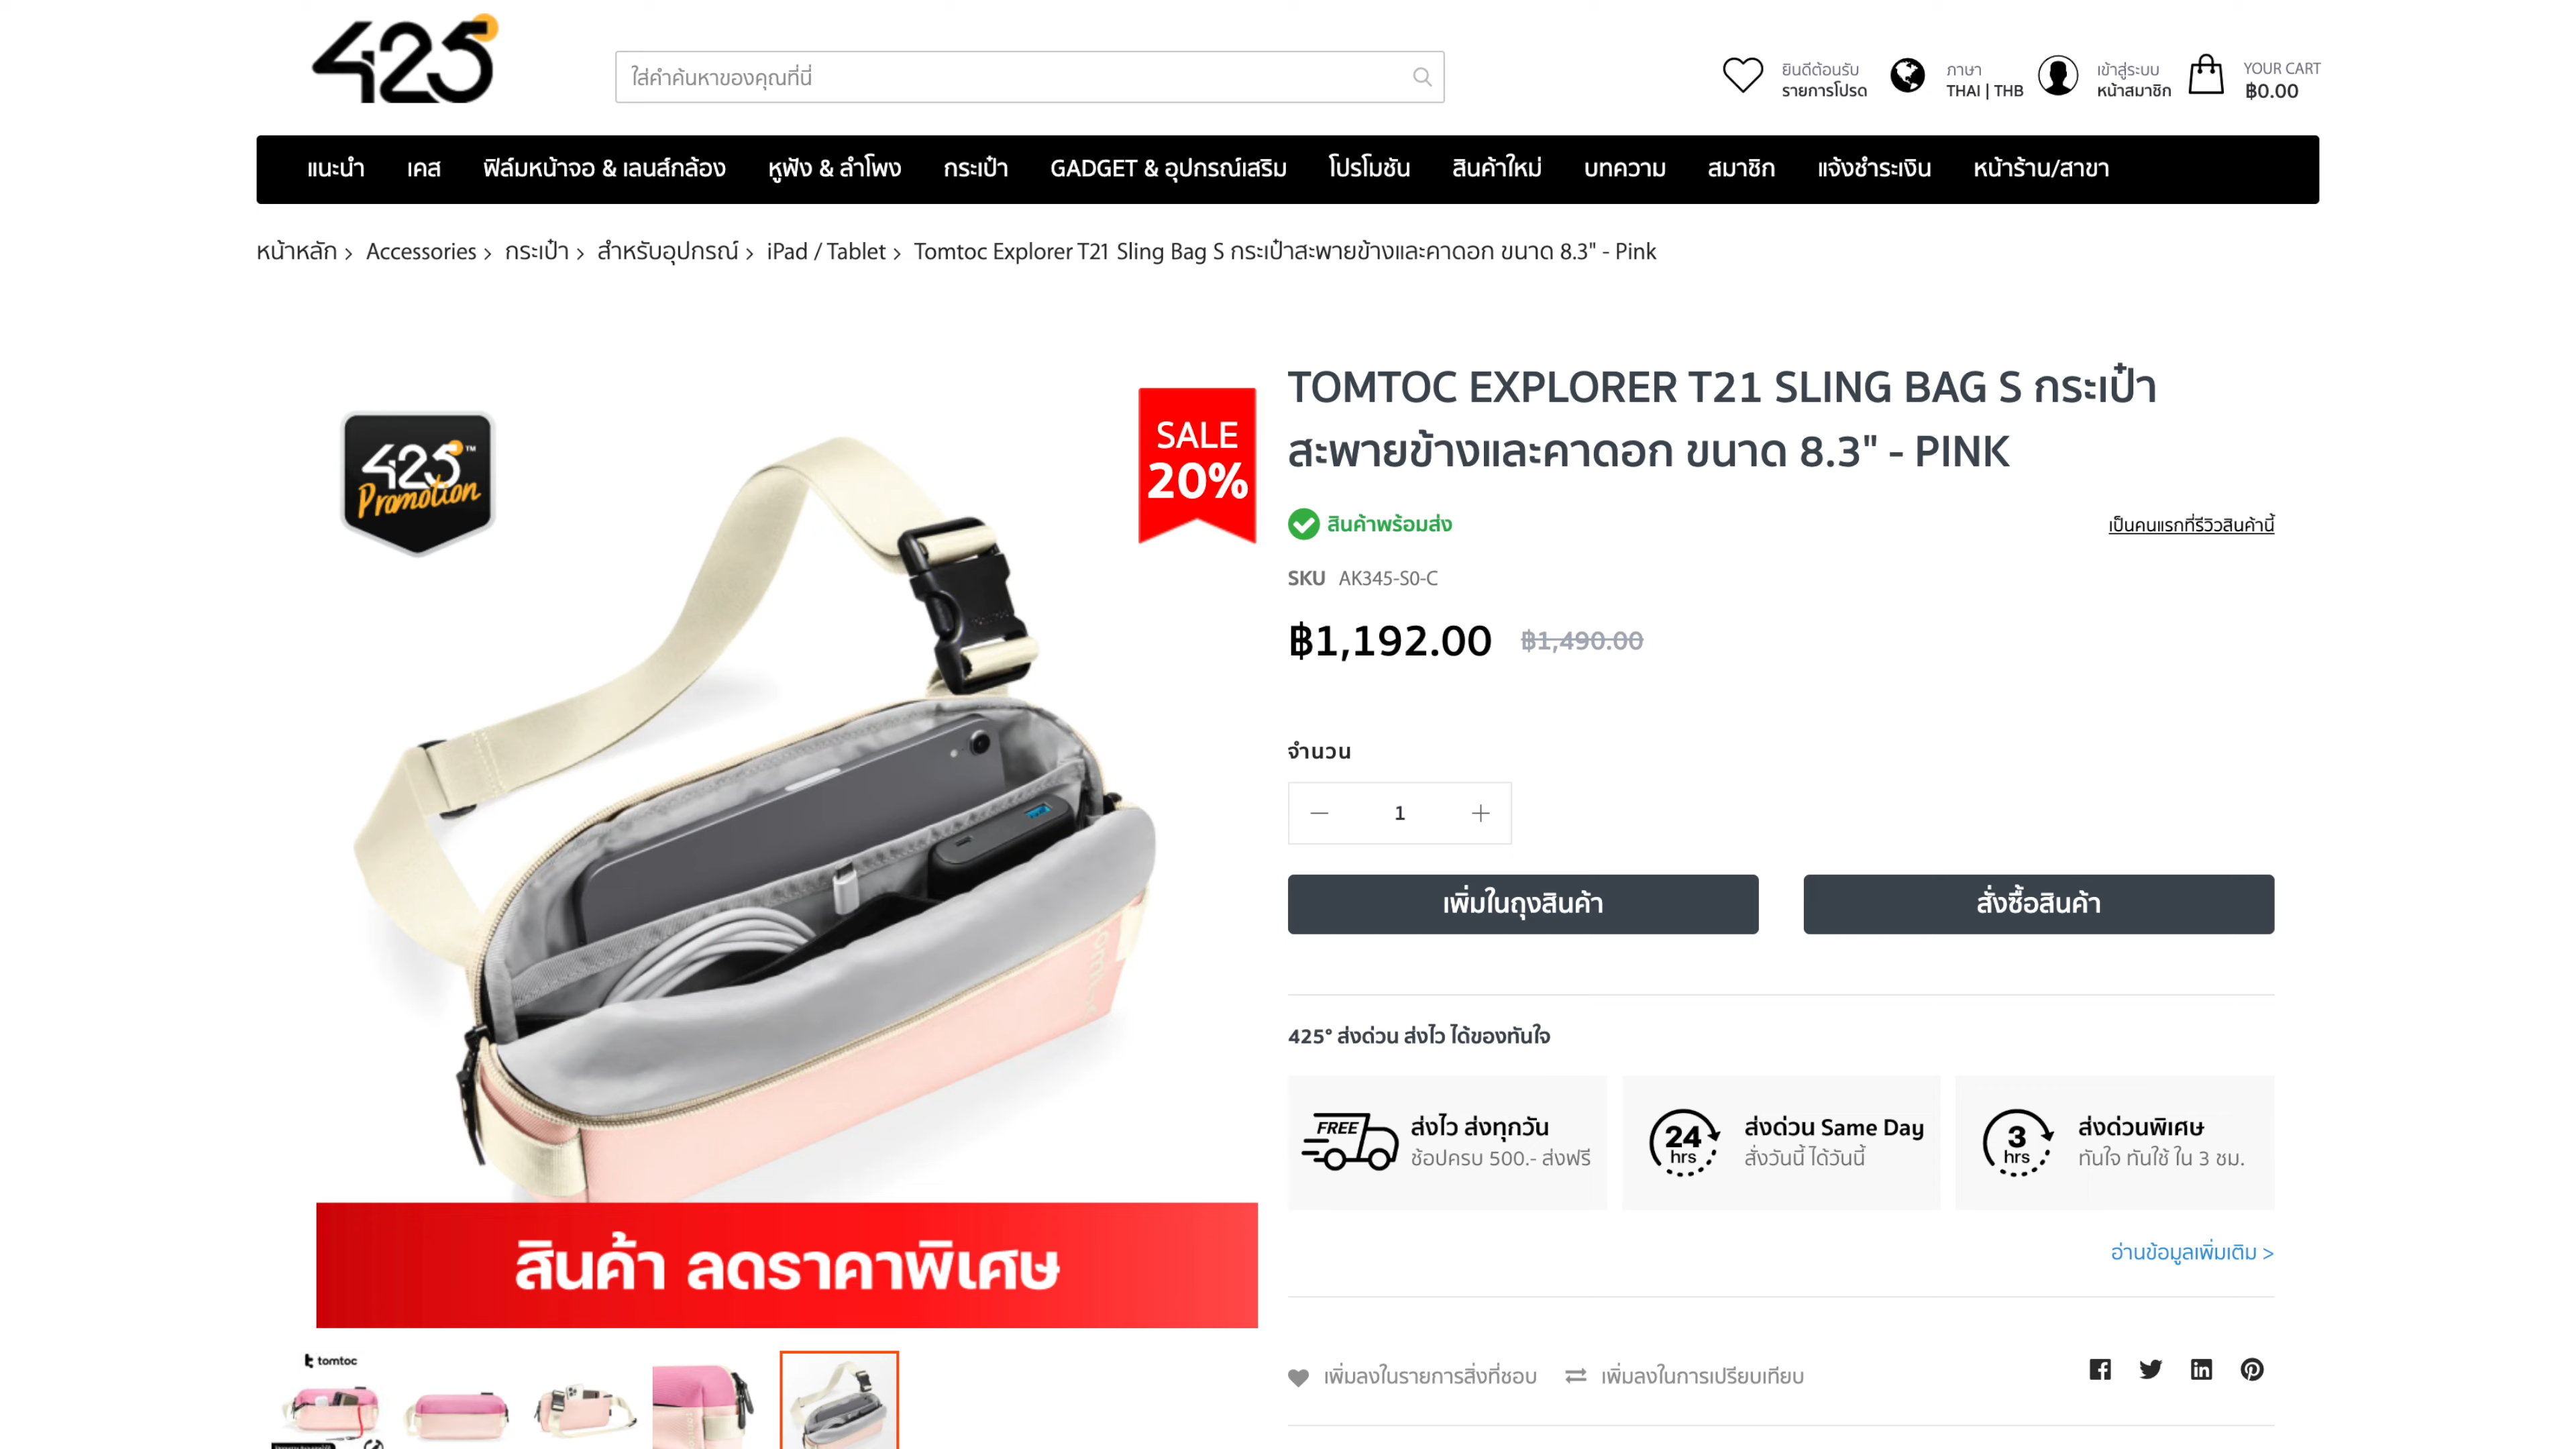 425°
ใส่คำค้นหาของคุณที่นี่
ยินดีต้อนรับ
รายการโปรด
ภาษา
THAI | THB
เข้าสู่ระบบ
หน้าสมาชิก
YOUR CART
฿0.00
แนะนำ เคส ฟิล์มหน้าจอ & เลนส์กล้อง หูฟัง & ลำโพง กระเป๋า GADGET & อุปกรณ์เสริม โปรโมชัน สินค้าใหม่ บทความ สมาชิก แจ้งชำระเงิน หน้าร้าน/สาขา
หน้าหลัก › Accessories › กระเป๋า › สำหรับอุปกรณ์ › iPad / Tablet › Tomtoc Explorer T21 Sling Bag S กระเป๋าสะพายข้างและคาดอก ขนาด 8.3" - Pink
425° ™
Promotion
SALE
20%
tomtoc
สินค้า ลดราคาพิเศษ
tomtoc
TOMTOC EXPLORER T21 SLING BAG S กระเป๋า
สะพายข้างและคาดอก ขนาด 8.3" - PINK
สินค้าพร้อมส่ง
เป็นคนแรกที่รีวิวสินค้านี้
SKU AK345-S0-C
฿1,192.00 ฿1,490.00
จำนวน
1
เพิ่มในถุงสินค้า
สั่งซื้อสินค้า
425° ส่งด่วน ส่งไว ได้ของทันใจ
FREE
ส่งไว ส่งทุกวัน
ช้อปครบ 500.- ส่งฟรี
24
hrs
ส่งด่วน Same Day
สั่งวันนี้ ได้วันนี้
3
hrs
ส่งด่วนพิเศษ
ทันใจ ทันใช้ ใน 3 ชม.
อ่านข้อมูลเพิ่มเติม >
เพิ่มลงในรายการสิ่งที่ชอบ
เพิ่มลงในการเปรียบเทียบ